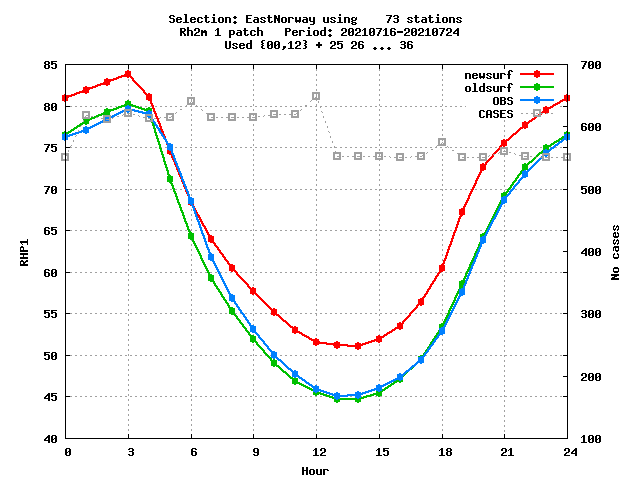 Selection: EastNorway using    73 stations
Rh2m 1 patch   Period: 20210716-20210724
Used {00,12} + 25 26 ... 36
newsurf
oldsurf
OBS
CASES
85
80
75
70
65
60
55
50
45
40
RHP1
700
600
500
400
300
200
100
No cases
0 3 6 9 12 15 18 21 24
Hour